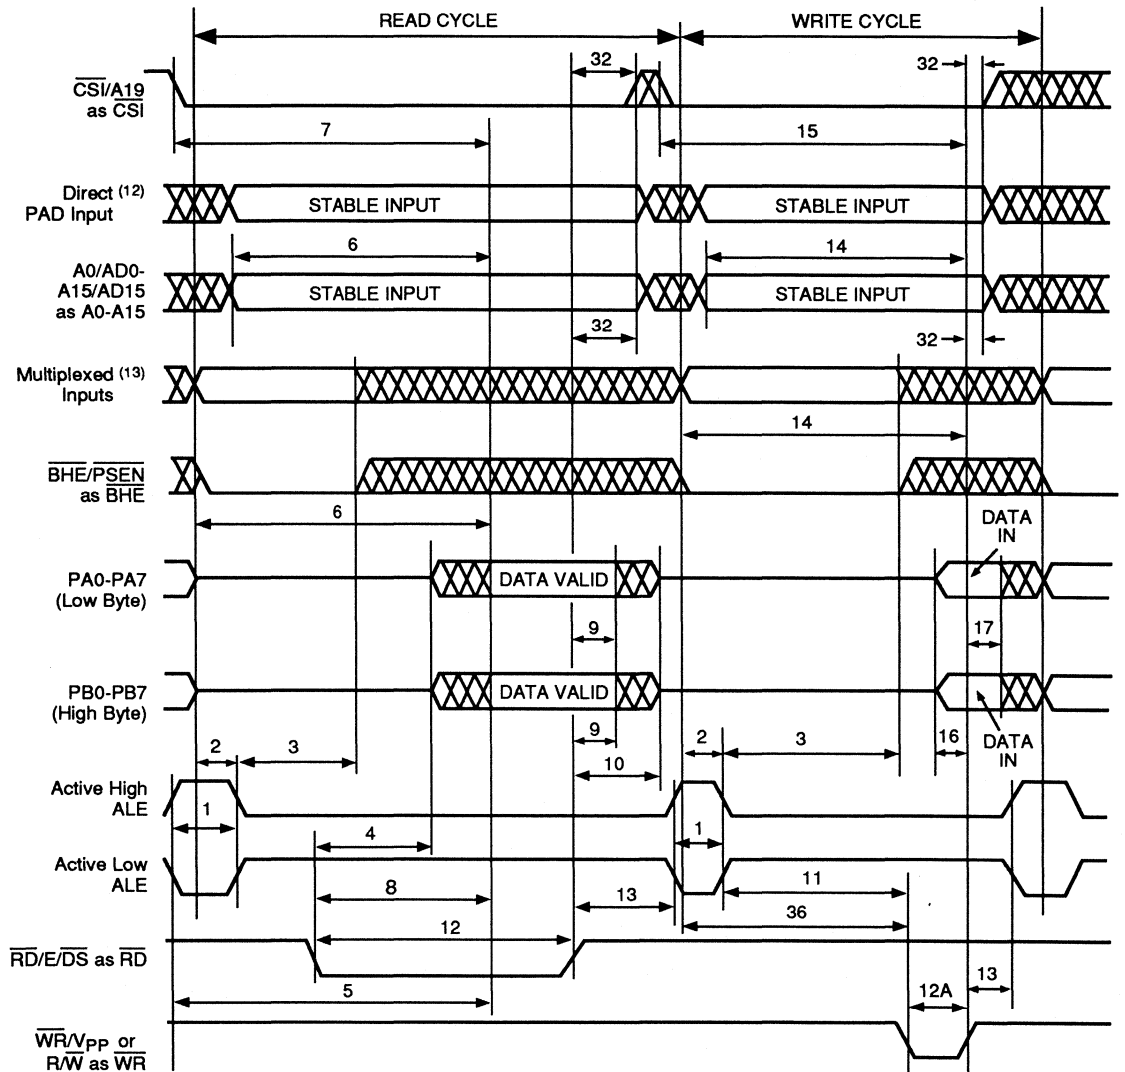 READ CYCLE
WRITE CYCLE
32
32
CSI/A19
as CSI
7
15
Direct (12)
PAD Input
STABLE INPUT
STABLE INPUT
6
14
A0/AD0-
A15/AD15
as A0-A15
STABLE INPUT
STABLE INPUT
32
32
Multiplexed (13)
Inputs
14
BHE/PSEN
as BHE
6
DATA
IN
PA0-PA7
(Low Byte)
DATA VALID
9
17
PB0-PB7
(High Byte)
DATA VALID
9
DATA
IN
2
3
10
2
3
16
Active High
ALE
1
4
1
Active Low
ALE
8
13
11
12
36
RD/E/DS as RD
5
12A
13
WR/VPP or
R/W as WR